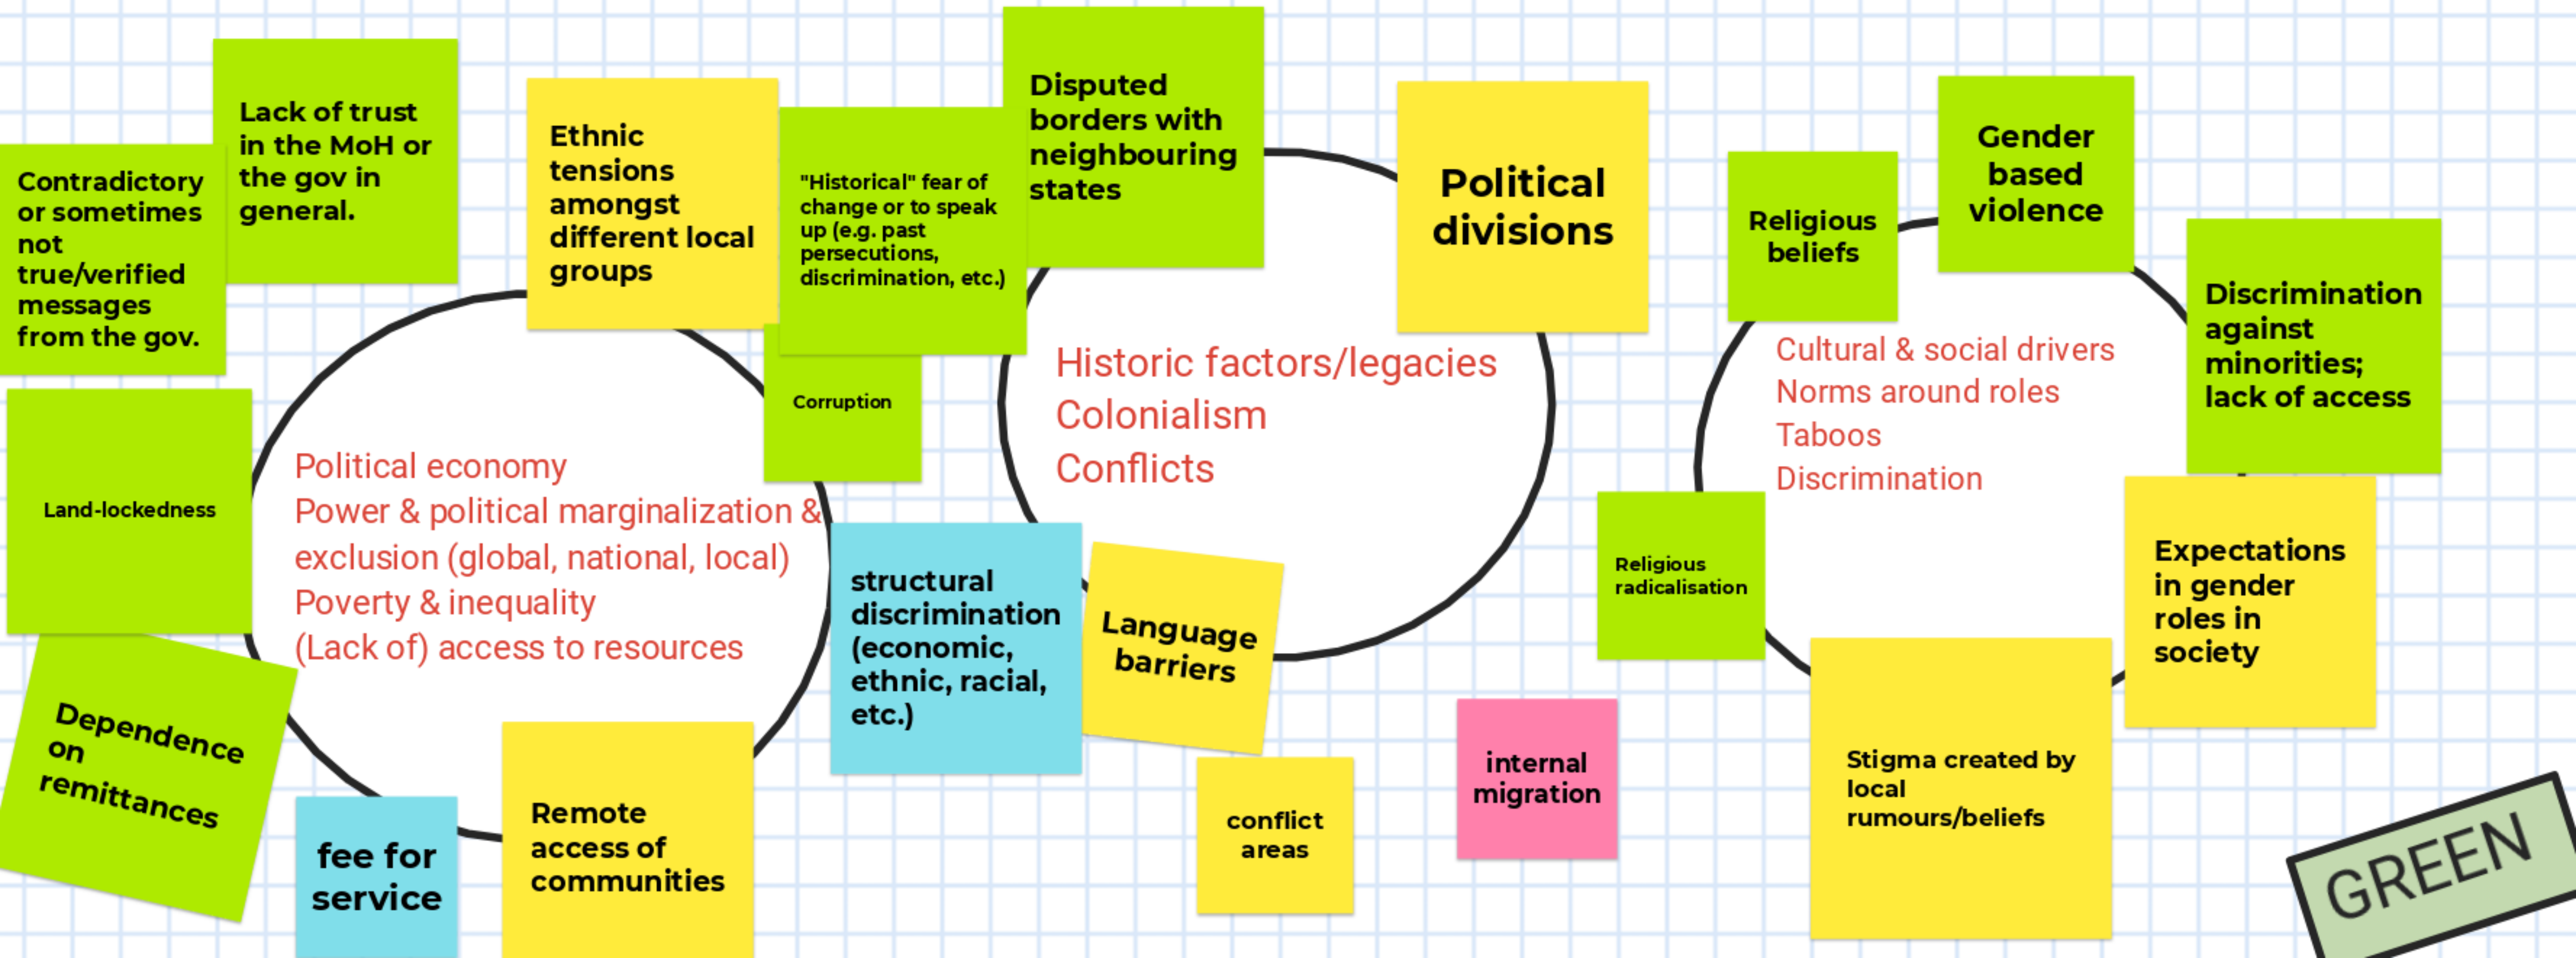 Contradictory
or sometimes
not
true/verified
messages
from the gov.
Lack of trust
in the MoH or
the gov in
general.
Ethnic
tensions
amongst
different local
groups
"Historical" fear of
change or to speak
up (e.g. past
persecutions,
discrimination, etc.)
Disputed
borders with
neighbouring
states
Political
divisions
Corruption
Land-lockedness
Political economy
Power & political marginalization &
exclusion (global, national, local)
Poverty & inequality
(Lack of) access to resources
Dependence
on
remittances
fee for
service
Remote
access of
communities
structural
discrimination
(economic,
ethnic, racial,
etc.)
Historic factors/legacies
Colonialism
Conflicts
Language
barriers
conflict
areas
internal
migration
Religious
beliefs
Gender
based
violence
Discrimination
against
minorities;
lack of access
Cultural & social drivers
Norms around roles
Taboos
Discrimination
Religious
radicalisation
Expectations
in gender
roles in
society
Stigma created by
local
rumours/beliefs
GREEN